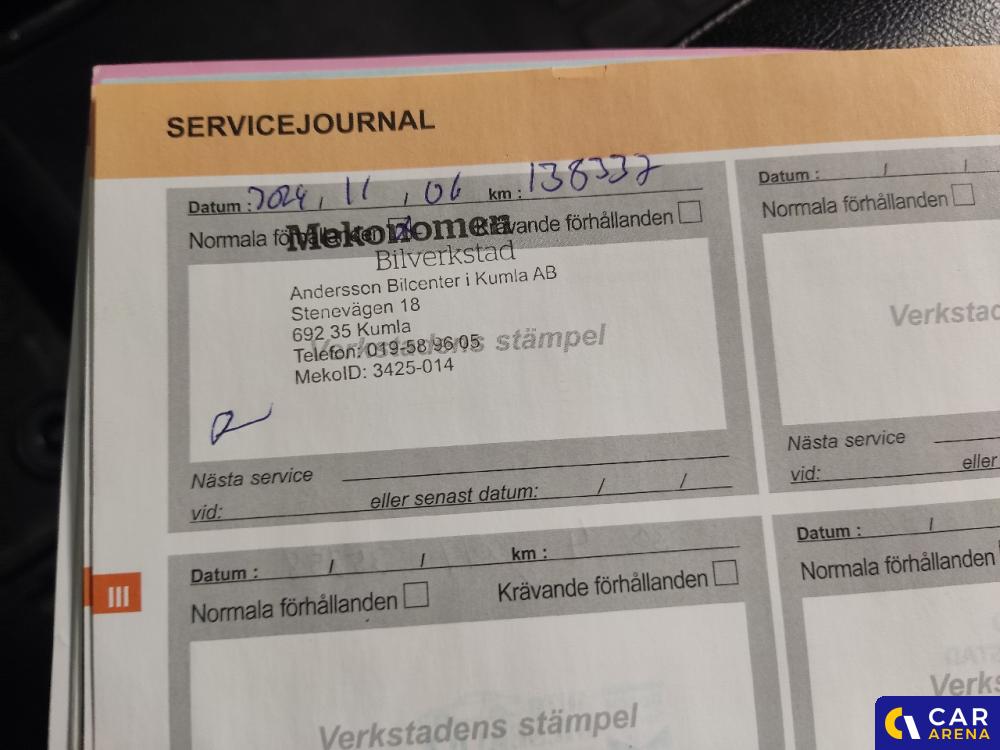 SERVICEJOURNAL
Datum : 2024, 11, 06 km : 138337
Normala förhållanden Krävande förhållanden
Mekonomen
Bilverkstad
Andersson Bilcenter i Kumla AB
Stenevägen 18
692 35 Kumla
Verkstadens stämpel
Telefon: 019-58 96 05
MekoID: 3425-014
Nästa service
vid: eller senast datum: / /
Datum : / / km :
Normala förhållanden Krävande förhållanden
Verkstadens stämpel
III
Datum : / /
Normala förhållanden
Verkstad
Nästa service
vid: eller
Datum : /
Normala förhållanden
Verks
CAR
ARENA